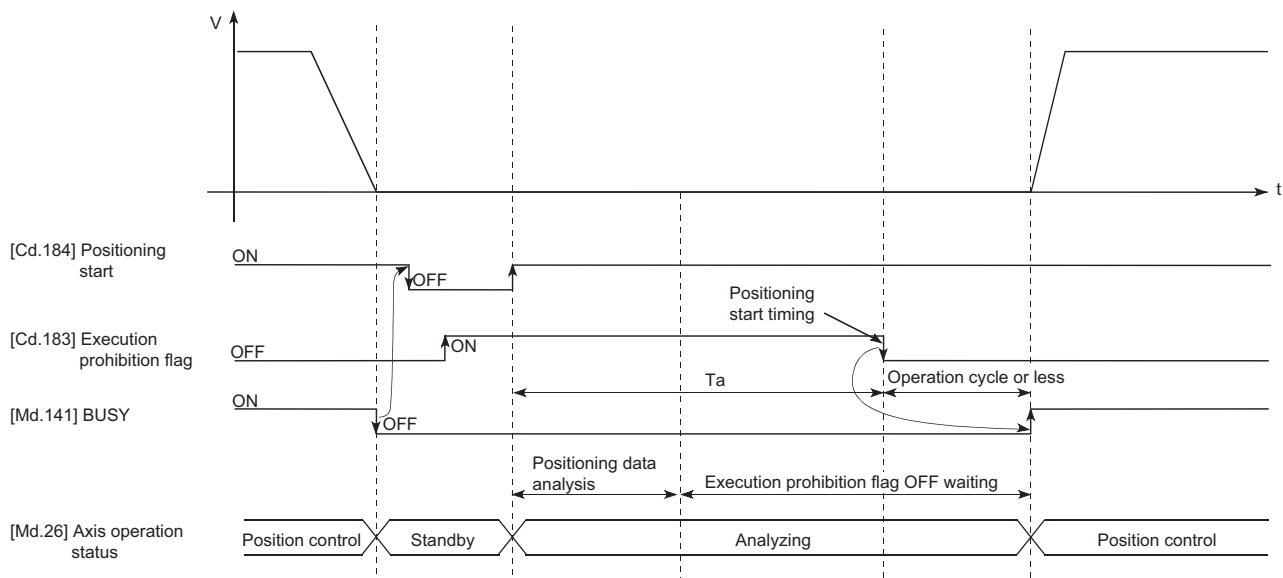 V
t
[Cd.184] Positioning
start
ON
OFF
Positioning
start timing
[Cd.183] Execution
prohibition flag
OFF
ON
Ta
Operation cycle or less
[Md.141] BUSY
ON
OFF
Positioning data
analysis
Execution prohibition flag OFF waiting
[Md.26] Axis operation
status
Position control
Standby
Analyzing
Position control